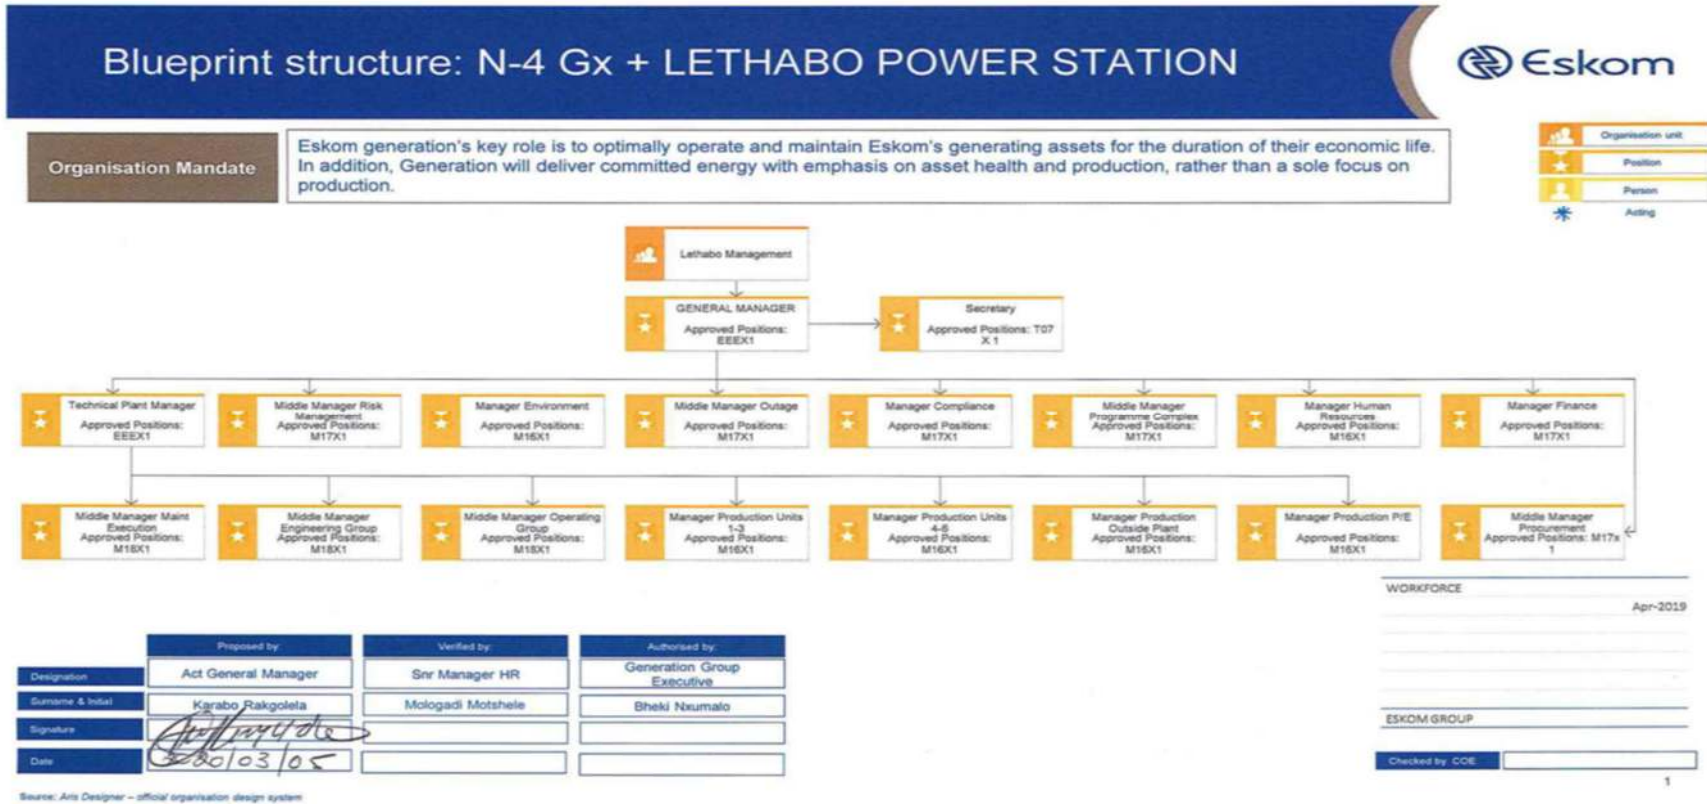 Blueprint structure: N-4 Gx + LETHABO POWER STATION
Eskom
Organisation Mandate
Eskom generation's key role is to optimally operate and maintain Eskom's generating assets for the duration of their economic life.
In addition, Generation will deliver committed energy with emphasis on asset health and production, rather than a sole focus on
production.
Organisation unit
Position
Person
Acting
Lethabo Management
GENERAL MANAGER
Approved Positions:
EEEX1
Secretary
Approved Positions: T07
X 1
Technical Plant Manager
Approved Positions:
EEEX1
Middle Manager Risk
Management
Approved Positions:
M17X1
Manager Environment
Approved Positions:
M16X1
Middle Manager Outage
Approved Positions:
M17X1
Manager Compliance
Approved Positions:
M17X1
Middle Manager
Programme Complex
Approved Positions:
M17X1
Manager Human
Resources
Approved Positions:
M16X1
Manager Finance
Approved Positions:
M17X1
Middle Manager Maint
Execution
Approved Positions:
M18X1
Middle Manager
Engineering Group
Approved Positions:
M18X1
Middle Manager Operating
Group
Approved Positions:
M18X1
Manager Production Units
1-3
Approved Positions:
M16X1
Manager Production Units
4-6
Approved Positions:
M16X1
Manager Production
Outside Plant
Approved Positions:
M16X1
Manager Production P/E
Approved Positions:
M16X1
Middle Manager
Procurement
Approved Positions: M17x
1
WORKFORCE
Apr-2019
ESKOM GROUP
Checked by COE
Proposed by:
Verified by:
Authorised by:
Designation
Act General Manager
Snr Manager HR
Generation Group
Executive
Surname & Initial
Karabo Rakgolela
Mologadi Motshele
Bheki Nxumalo
Signature
Date
2020/03/05
1
Source: Aris Designer – official organisation design system